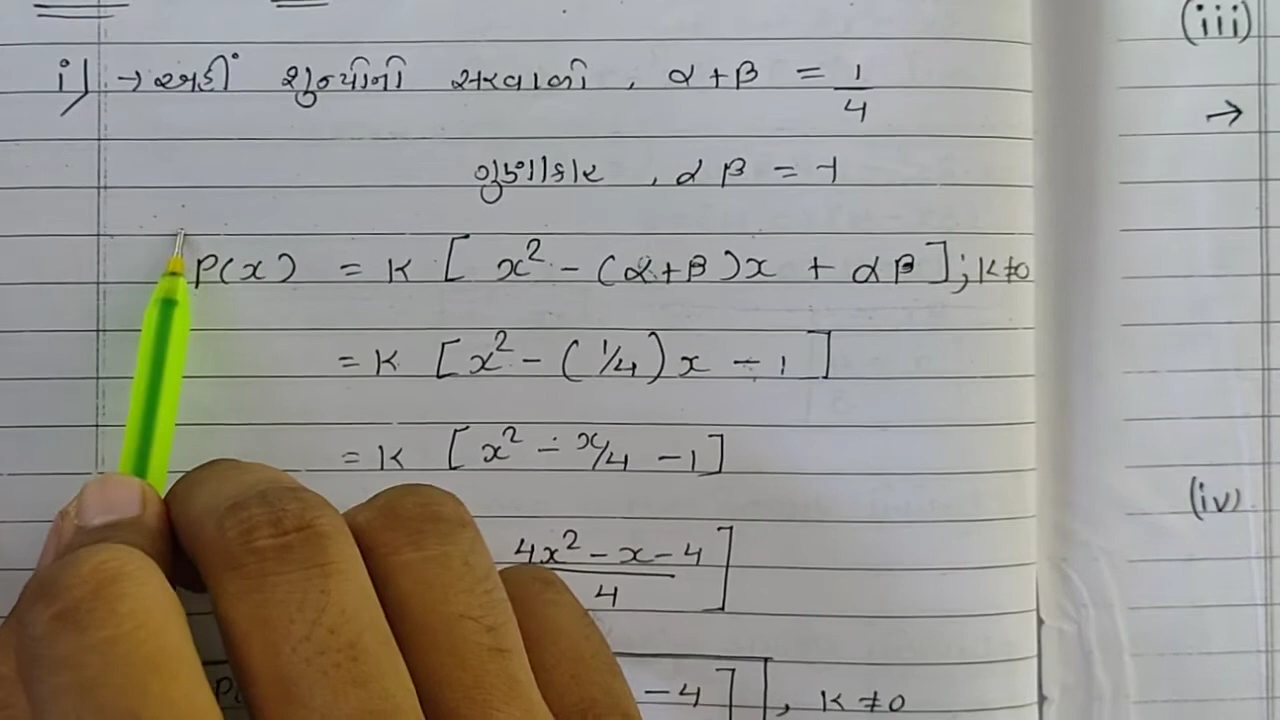 i) → અહીં શુન્યોનો સરવાળો, α+β = 1/4
ગુણાકાર, αβ = -1
P(x) = K [ x² - (α+β)x + αβ ] ; K≠0
= K [x² - (1/4)x - 1]
= K [x² - x/4 - 1]
4x² - x - 4 / 4 ]
P( - 4 ] , K ≠ 0
(iii)
→
(iv)